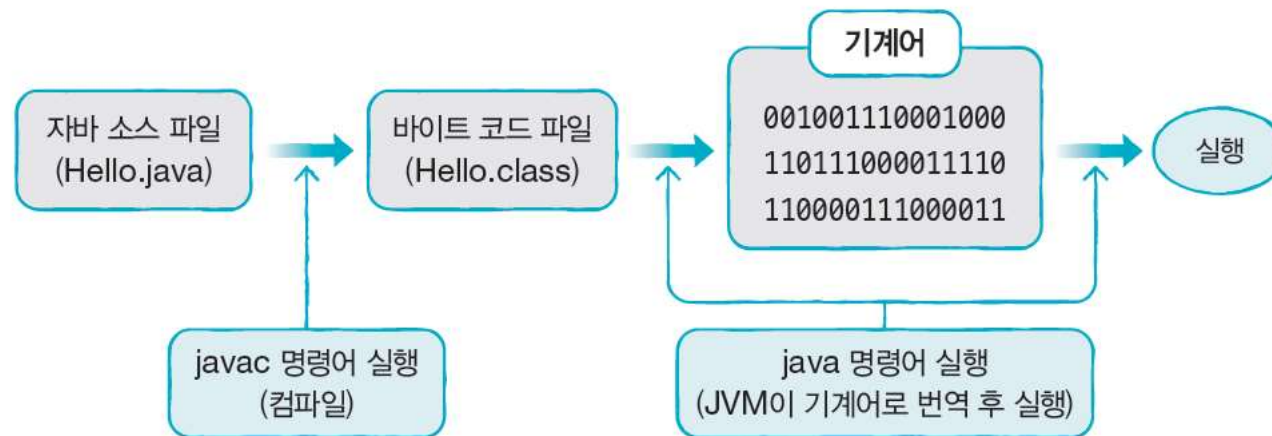 기계어
자바 소스 파일
(Hello.java)
바이트 코드 파일
(Hello.class)
001001110001000
110111000011110
110000111000011
실행
javac 명령어 실행
(컴파일)
java 명령어 실행
(JVM이 기계어로 번역 후 실행)